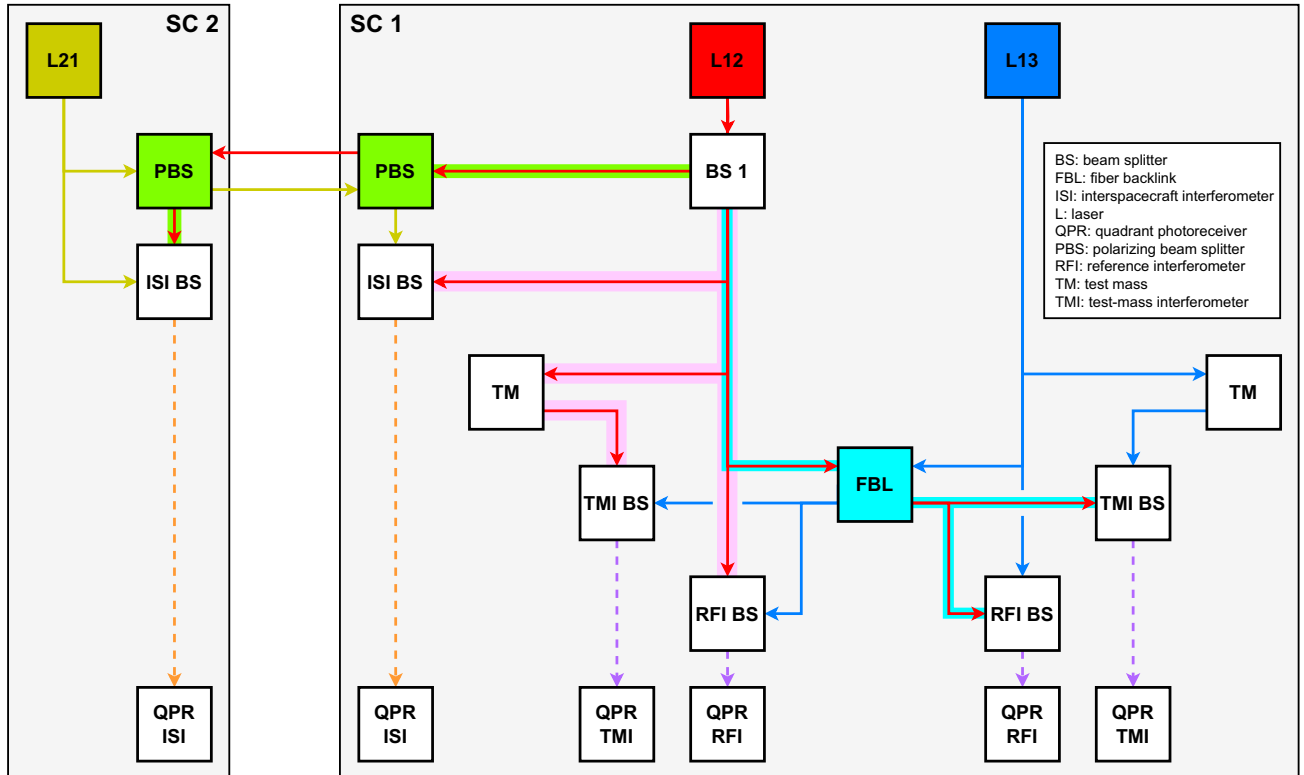 SC 2
SC 1
L21
L12
L13
PBS
PBS
BS 1
BS: beam splitter
FBL: fiber backlink
ISI: interspacecraft interferometer
L: laser
QPR: quadrant photoreceiver
PBS: polarizing beam splitter
RFI: reference interferometer
TM: test mass
TMI: test-mass interferometer
ISI BS
ISI BS
TM
TM
FBL
TMI BS
TMI BS
RFI BS
RFI BS
QPR
ISI
QPR
ISI
QPR
TMI
QPR
RFI
QPR
RFI
QPR
TMI